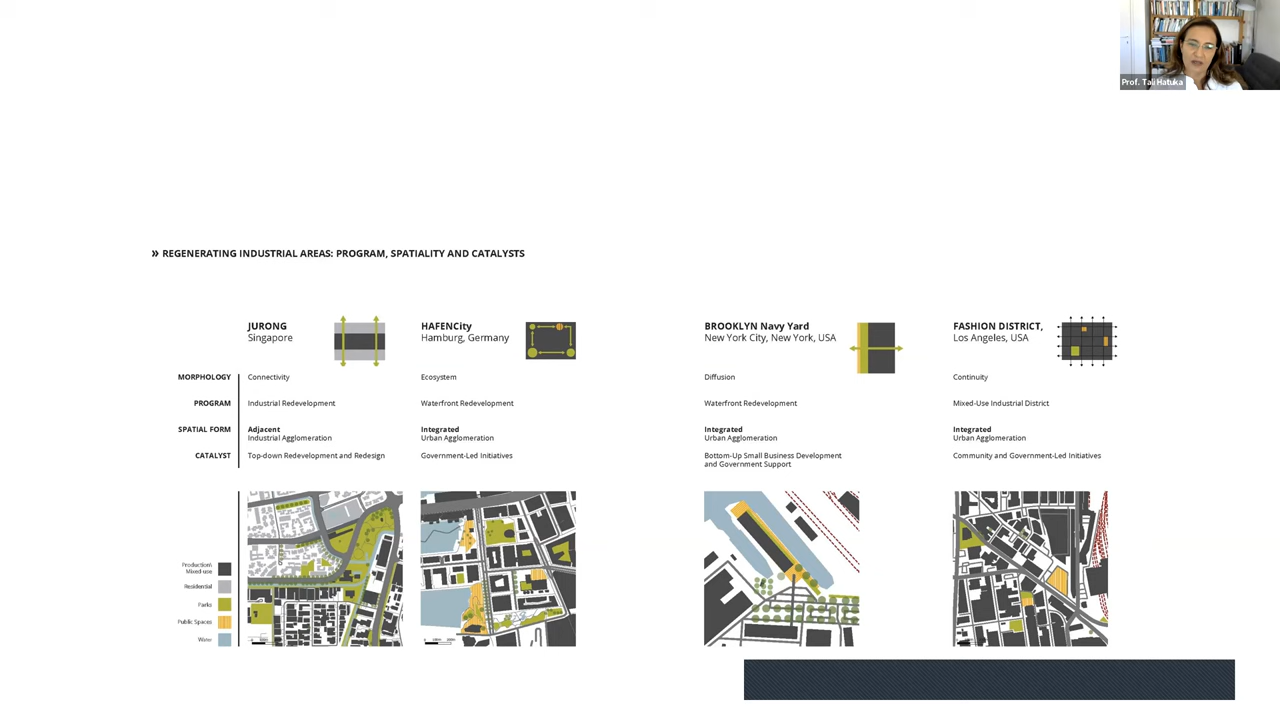 Prof. Tali Hatuka
» REGENERATING INDUSTRIAL AREAS: PROGRAM, SPATIALITY AND CATALYSTS
JURONG
Singapore
HAFENCity
Hamburg, Germany
BROOKLYN Navy Yard
New York City, New York, USA
FASHION DISTRICT,
Los Angeles, USA
MORPHOLOGY Connectivity Ecosystem Diffusion Continuity
PROGRAM Industrial Redevelopment Waterfront Redevelopment Waterfront Redevelopment Mixed-Use Industrial District
SPATIAL FORM Adjacent Integrated Integrated Integrated
Industrial Agglomeration Urban Agglomeration Urban Agglomeration Urban Agglomeration
CATALYST Top-down Redevelopment and Redesign Government-Led Initiatives Bottom-Up Small Business Development Community and Government-Led Initiatives
and Government Support
Production\
Mixed use
Residential
Parks
Public Spaces
Water